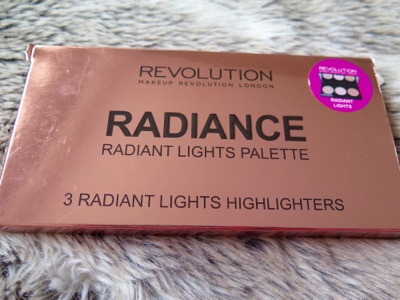 REVOLUTION
MAKEUP REVOLUTION LONDON
RADIANCE
RADIANT LIGHTS PALETTE
3 RADIANT LIGHTS HIGHLIGHTERS
REVOLUTION
RADIANT
LIGHTS